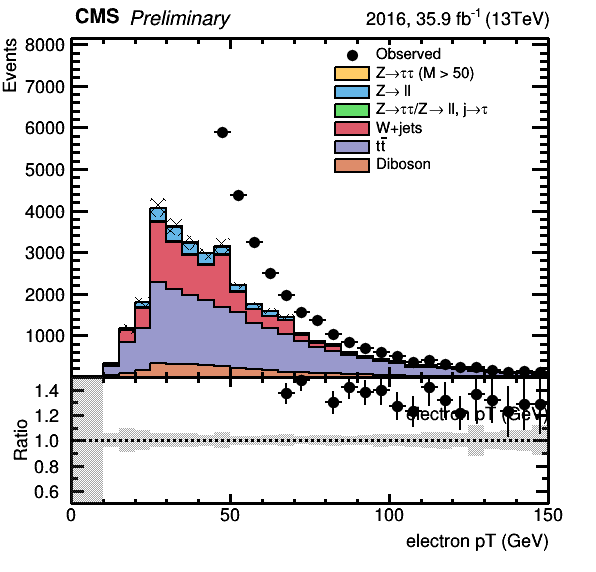 CMS Preliminary 2016, 35.9 fb⁻¹ (13TeV)
Events
8000
7000
6000
5000
4000
3000
2000
1000
Observed
Z→ττ (M > 50)
Z→ ll
Z→ττ/Z→ ll, j→τ
W+jets
tt̄
Diboson
electron pT (GeV)
Ratio
1.4
1.2
1.0
0.8
0.6
0 50 100 150
electron pT (GeV)